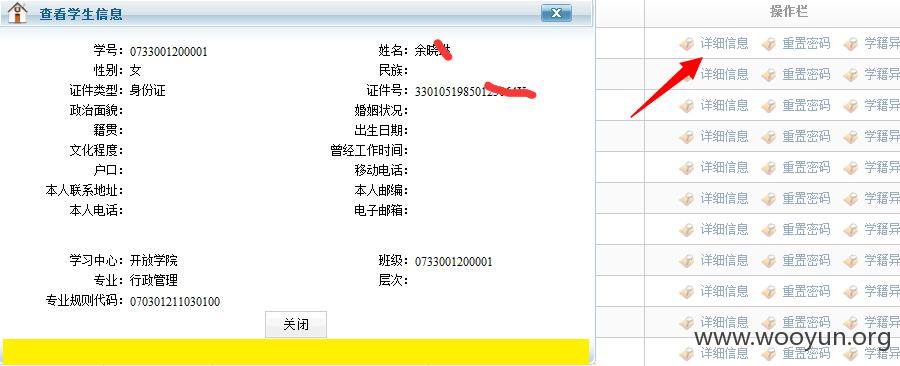 查看学生信息
学号: 0733001200001 姓名:
性别: 女 民族:
证件类型: 身份证 证件号:
政治面貌: 婚姻状况:
籍贯: 出生日期:
文化程度: 曾经工作时间:
户口: 移动电话:
本人联系地址: 本人邮编:
本人电话: 电子邮箱:
学习中心: 开放学院 班级: 0733001200001
专业: 行政管理 层次:
专业规则代码: 070301211030100
关闭
操作栏
详细信息 重置密码 学籍异
详细信息 重置密码 学籍异
详细信息 重置密码 学籍异
详细信息 重置密码 学籍异
详细信息 重置密码 学籍异
详细信息 重置密码 学籍异
详细信息 重置密码 学籍异
详细信息 重置密码 学籍异
详细信息 重置密码 学籍异
详细信息 重置密码 学籍异
详细信息 重置密码 学籍异
www.wooyun.org